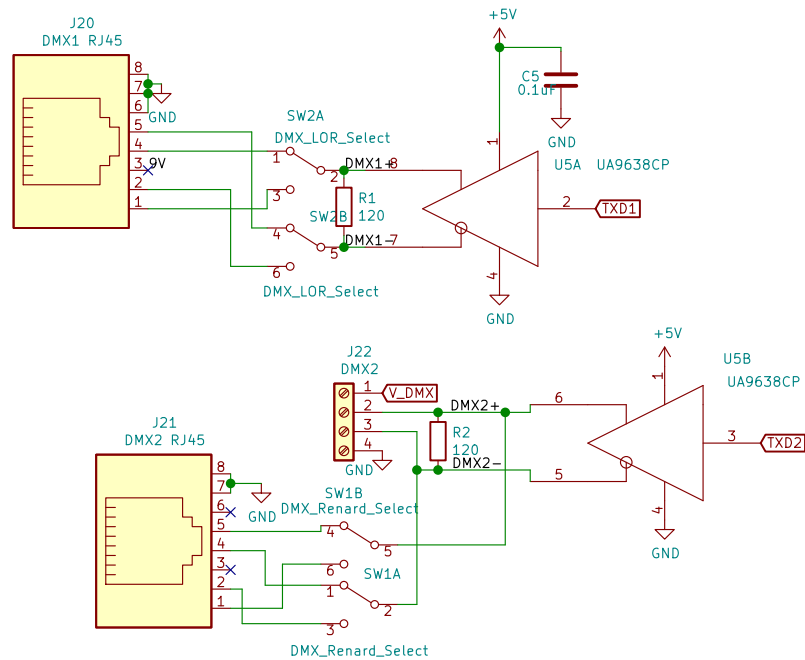 +5V
J20
DMX1 RJ45
8
7
6
5
4
3
2
1
GND
9V
C5
0.1uF
GND
SW2A
DMX_LOR_Select
1
2
3
DMX1+
8
R1
120
SW2B
4
5
6
DMX1-
7
DMX_LOR_Select
1
U5A UA9638CP
2
TXD1
4
GND
+5V
J22
DMX2
1
2
3
4
V_DMX
GND
DMX2+
R2
120
DMX2-
6
5
1
U5B
UA9638CP
3
TXD2
4
GND
J21
DMX2 RJ45
8
7
6
5
4
3
2
1
GND
SW1B
DMX_Renard_Select
4
5
6
SW1A
1
2
3
DMX_Renard_Select